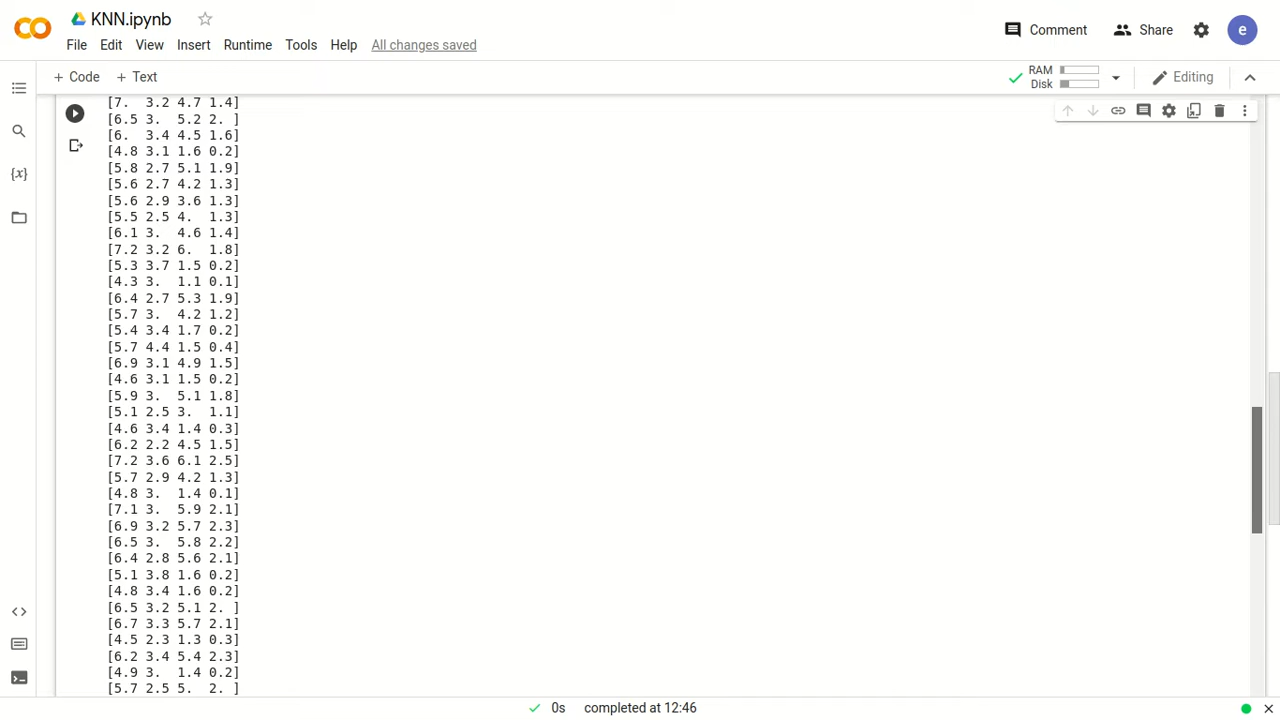 KNN.ipynb
Comment
Share
e
File Edit View Insert Runtime Tools Help All changes saved
+ Code + Text
RAM
Disk
Editing
[7.  3.2 4.7 1.4]
[6.5 3.  5.2 2. ]
[6.  3.4 4.5 1.6]
[4.8 3.1 1.6 0.2]
[5.8 2.7 5.1 1.9]
[5.6 2.7 4.2 1.3]
[5.6 2.9 3.6 1.3]
[5.5 2.5 4.  1.3]
[6.1 3.  4.6 1.4]
[7.2 3.2 6.  1.8]
[5.3 3.7 1.5 0.2]
[4.3 3.  1.1 0.1]
[6.4 2.7 5.3 1.9]
[5.7 3.  4.2 1.2]
[5.4 3.4 1.7 0.2]
[5.7 4.4 1.5 0.4]
[6.9 3.1 4.9 1.5]
[4.6 3.1 1.5 0.2]
[5.9 3.  5.1 1.8]
[5.1 2.5 3.  1.1]
[4.6 3.4 1.4 0.3]
[6.2 2.2 4.5 1.5]
[7.2 3.6 6.1 2.5]
[5.7 2.9 4.2 1.3]
[4.8 3.  1.4 0.1]
[7.1 3.  5.9 2.1]
[6.9 3.2 5.7 2.3]
[6.5 3.  5.8 2.2]
[6.4 2.8 5.6 2.1]
[5.1 3.8 1.6 0.2]
[4.8 3.4 1.6 0.2]
[6.5 3.2 5.1 2. ]
[6.7 3.3 5.7 2.1]
[4.5 2.3 1.3 0.3]
[6.2 3.4 5.4 2.3]
[4.9 3.  1.4 0.2]
[5.7 2.5 5.  2. ]
{x}
0s completed at 12:46